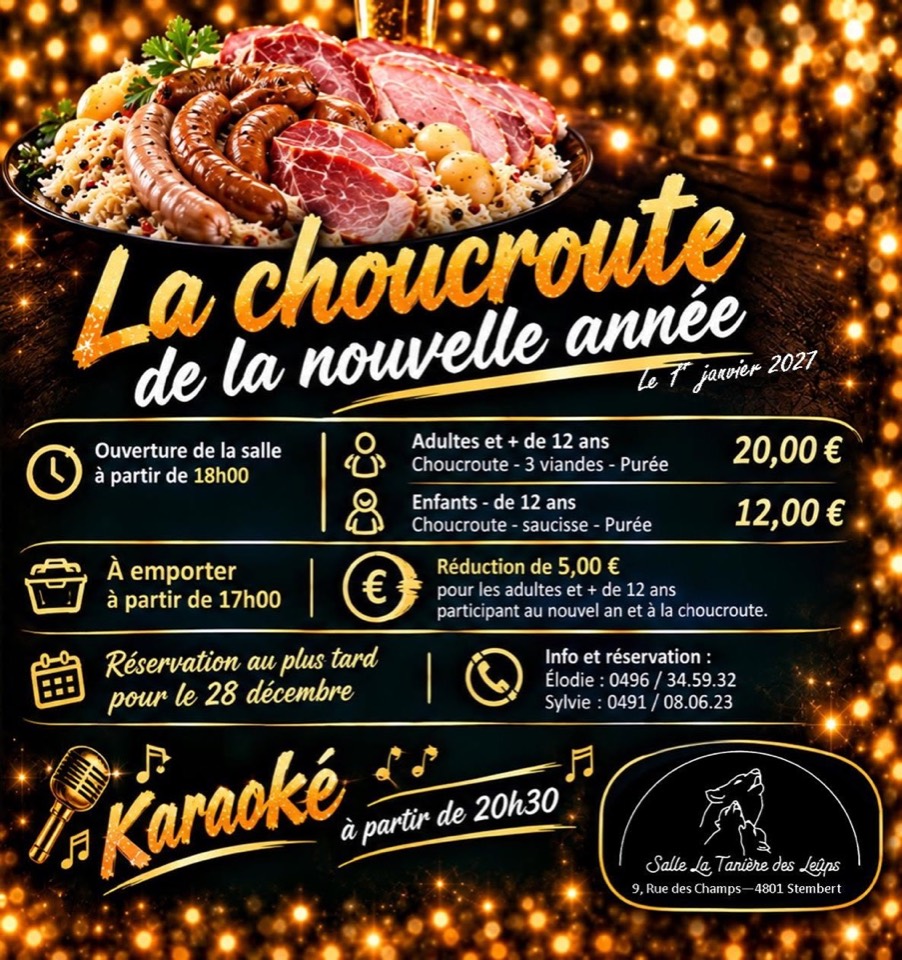 La choucroute
de la nouvelle année
Le 1er janvier 2027
Ouverture de la salle
à partir de 18h00
Adultes et + de 12 ans
Choucroute - 3 viandes - Purée
20,00 €
Enfants - de 12 ans
Choucroute - saucisse - Purée
12,00 €
À emporter
à partir de 17h00
€
Réduction de 5,00 €
pour les adultes et + de 12 ans
participant au nouvel an et à la choucroute.
Réservation au plus tard
pour le 28 décembre
Info et réservation :
Élodie : 0496 / 34.59.32
Sylvie : 0491 / 08.06.23
Karaoké
à partir de 20h30
Salle La Tanière des Leûps
9, Rue des Champs—4801 Stembert